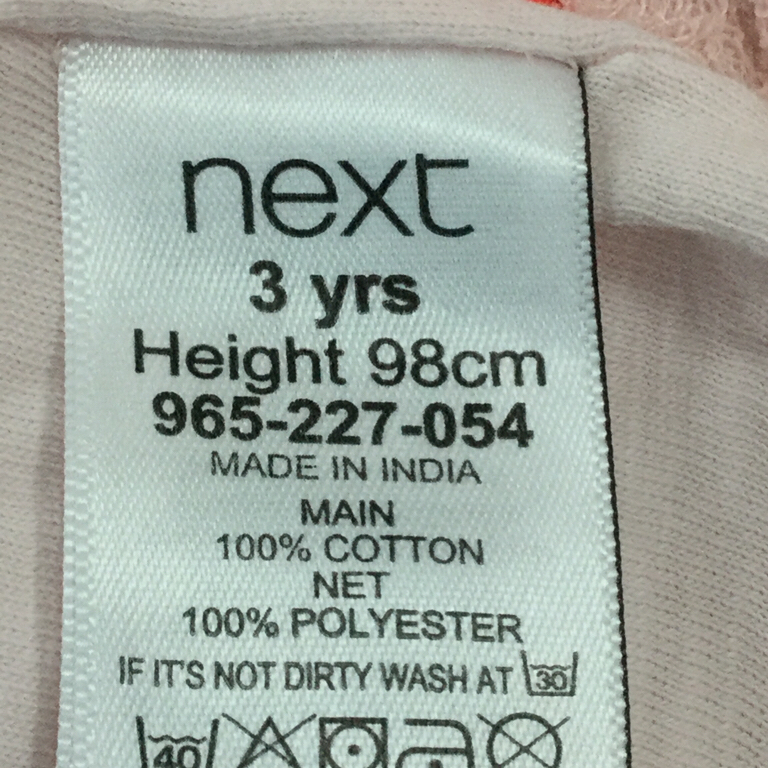 next
3 yrs
Height 98cm
965-227-054
MADE IN INDIA
MAIN
100% COTTON
NET
100% POLYESTER
IF IT'S NOT DIRTY WASH AT 30
40